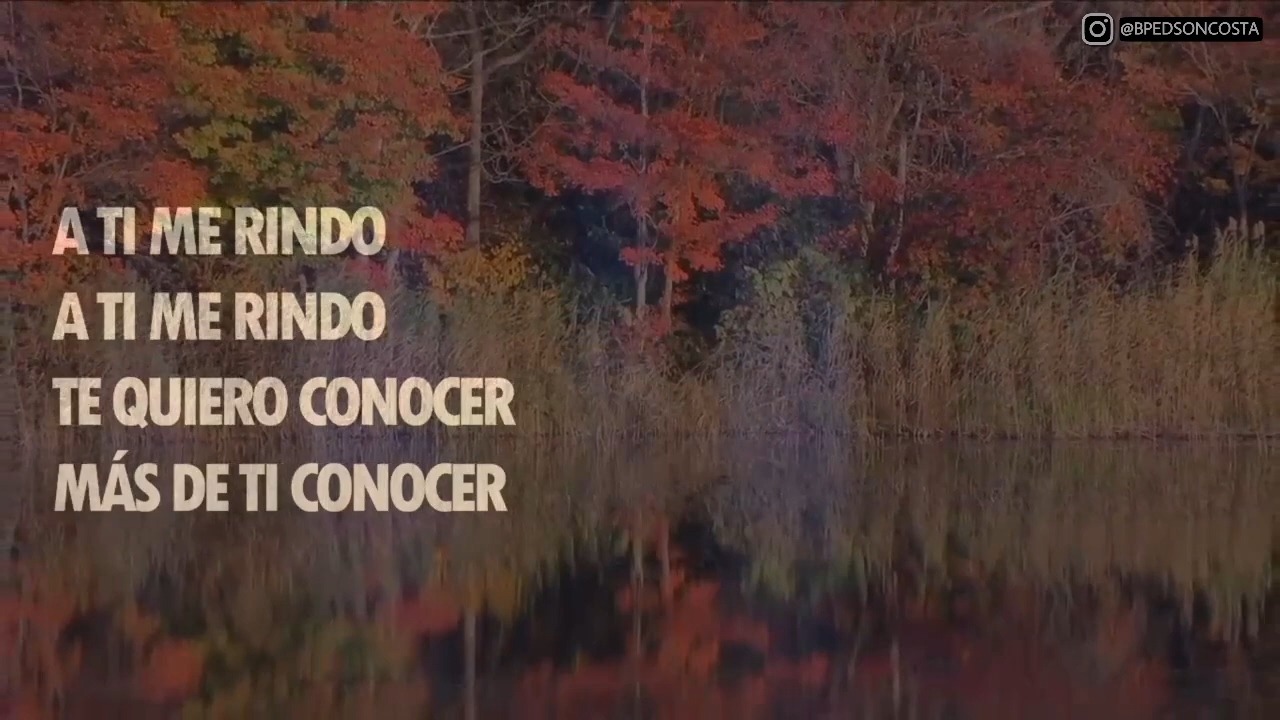 @BPEDSONCOSTA
A TI ME RINDO
A TI ME RINDO
TE QUIERO CONOCER
MÁS DE TI CONOCER